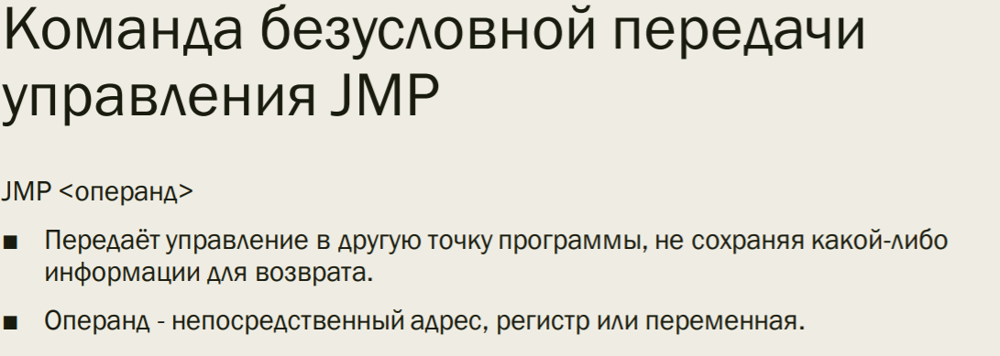 Команда безусловной передачи
управления JMP
JMP <операнд>
▪ Передаёт управление в другую точку программы, не сохраняя какой-либо
информации для возврата.
▪ Операнд - непосредственный адрес, регистр или переменная.